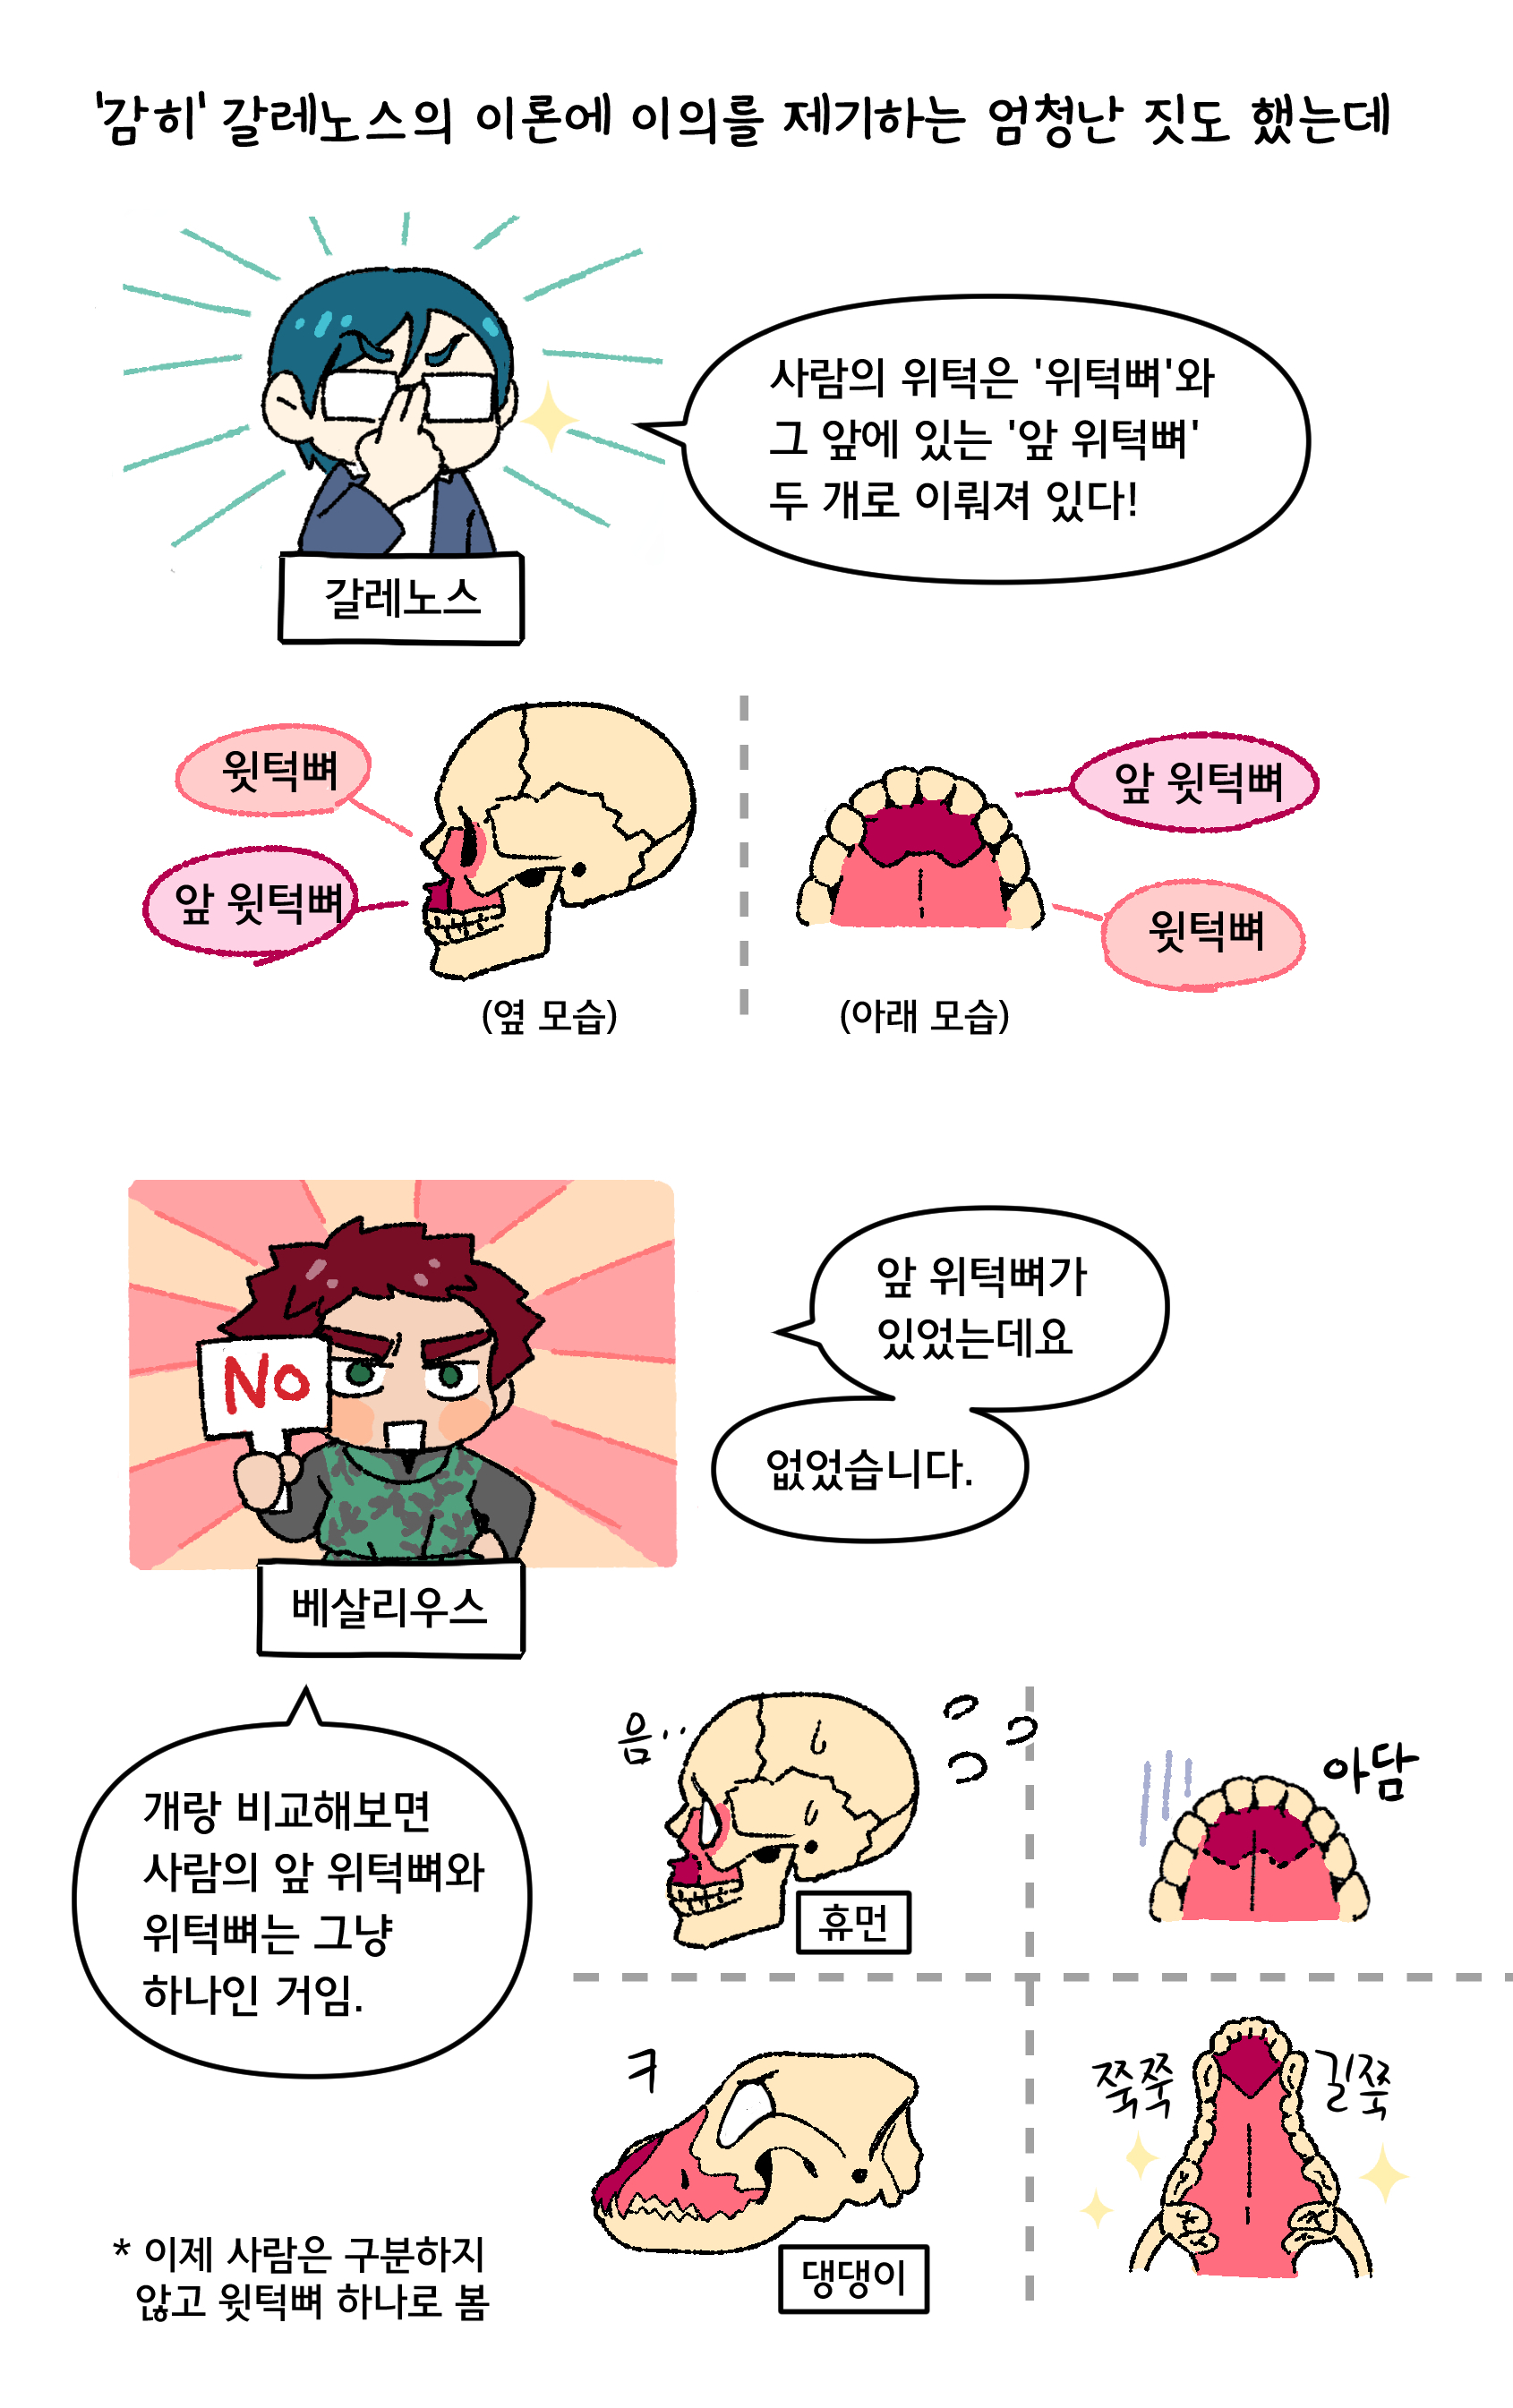 '감히' 갈레노스의 이론에 이의를 제기하는 엄청난 짓도 했는데
사람의 위턱은 '위턱뼈'와
그 앞에 있는 '앞 위턱뼈'
두 개로 이뤄져 있다!
갈레노스
윗턱뼈
앞 윗턱뼈
(옆 모습)
앞 윗턱뼈
윗턱뼈
(아래 모습)
NO
앞 위턱뼈가
있었는데요
없었습니다.
베살리우스
개랑 비교해보면
사람의 앞 위턱뼈와
위턱뼈는 그냥
하나인 거임.
음..
휴먼
아담
ㅋ
댕댕이
쭉쭉
길쭉
* 이제 사람은 구분하지
않고 윗턱뼈 하나로 봄